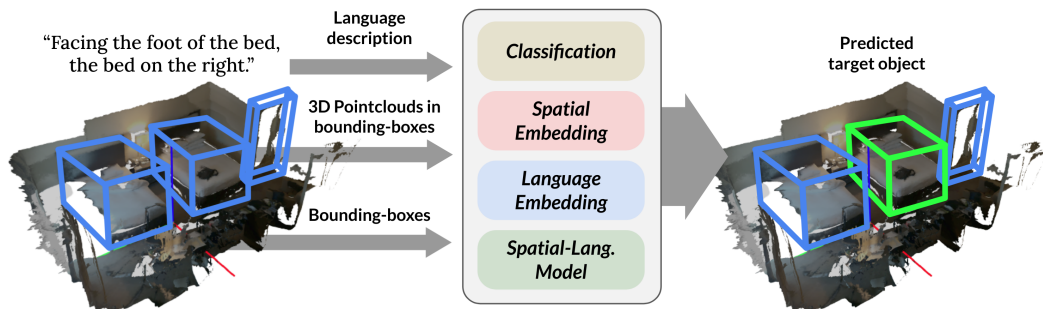 “Facing the foot of the bed,
the bed on the right.”
Language
description
3D Pointclouds in
bounding-boxes
Bounding-boxes
Classification
Spatial
Embedding
Language
Embedding
Spatial-Lang.
Model
Predicted
target object